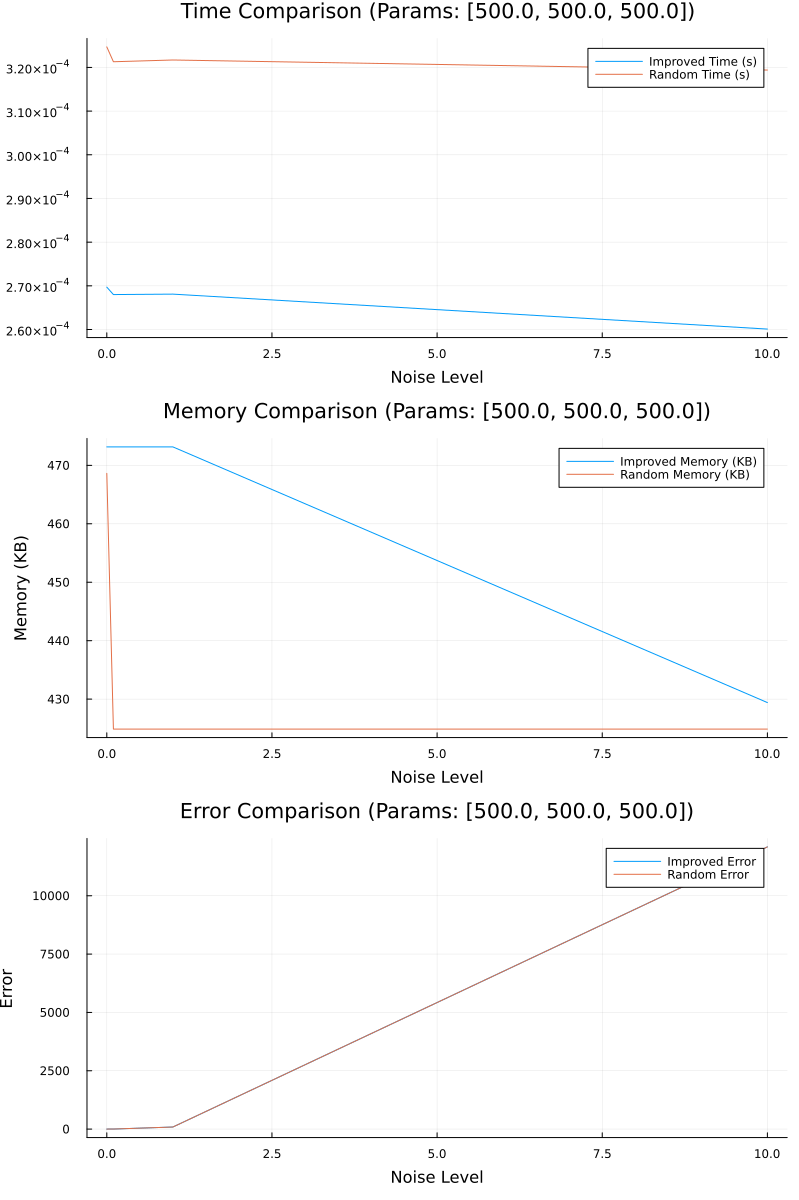 Time Comparison (Params: [500.0, 500.0, 500.0])
3.20×10⁻⁴
3.10×10⁻⁴
3.00×10⁻⁴
2.90×10⁻⁴
2.80×10⁻⁴
2.70×10⁻⁴
2.60×10⁻⁴
Improved Time (s)
Random Time (s)
0.0 2.5 5.0 7.5 10.0
Noise Level
Memory Comparison (Params: [500.0, 500.0, 500.0])
Memory (KB)
470
460
450
440
430
Improved Memory (KB)
Random Memory (KB)
0.0 2.5 5.0 7.5 10.0
Noise Level
Error Comparison (Params: [500.0, 500.0, 500.0])
Error
10000
7500
5000
2500
0
Improved Error
Random Error
0.0 2.5 5.0 7.5 10.0
Noise Level